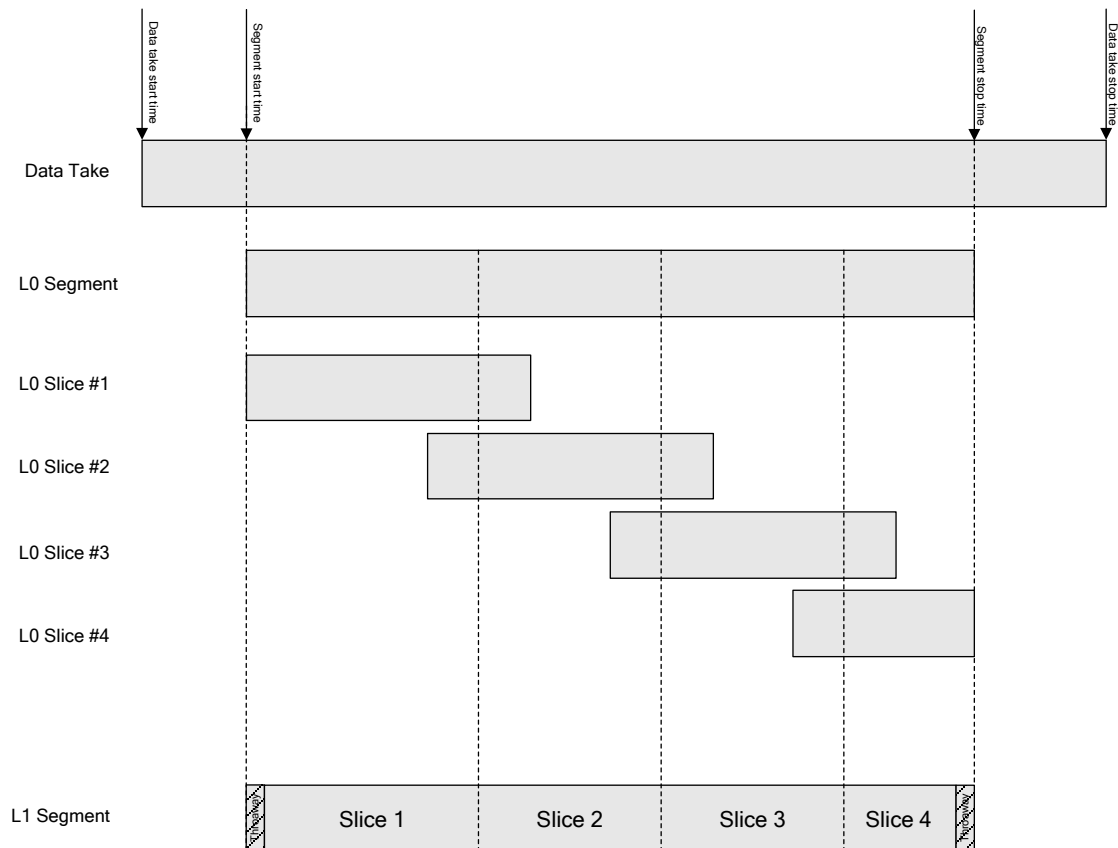 Data take start time
Segment start time
Segment stop time
Data take stop time
Data Take
L0 Segment
L0 Slice #1
L0 Slice #2
L0 Slice #3
L0 Slice #4
L1 Segment
Throaway
Slice 1
Slice 2
Slice 3
Slice 4
Throaway